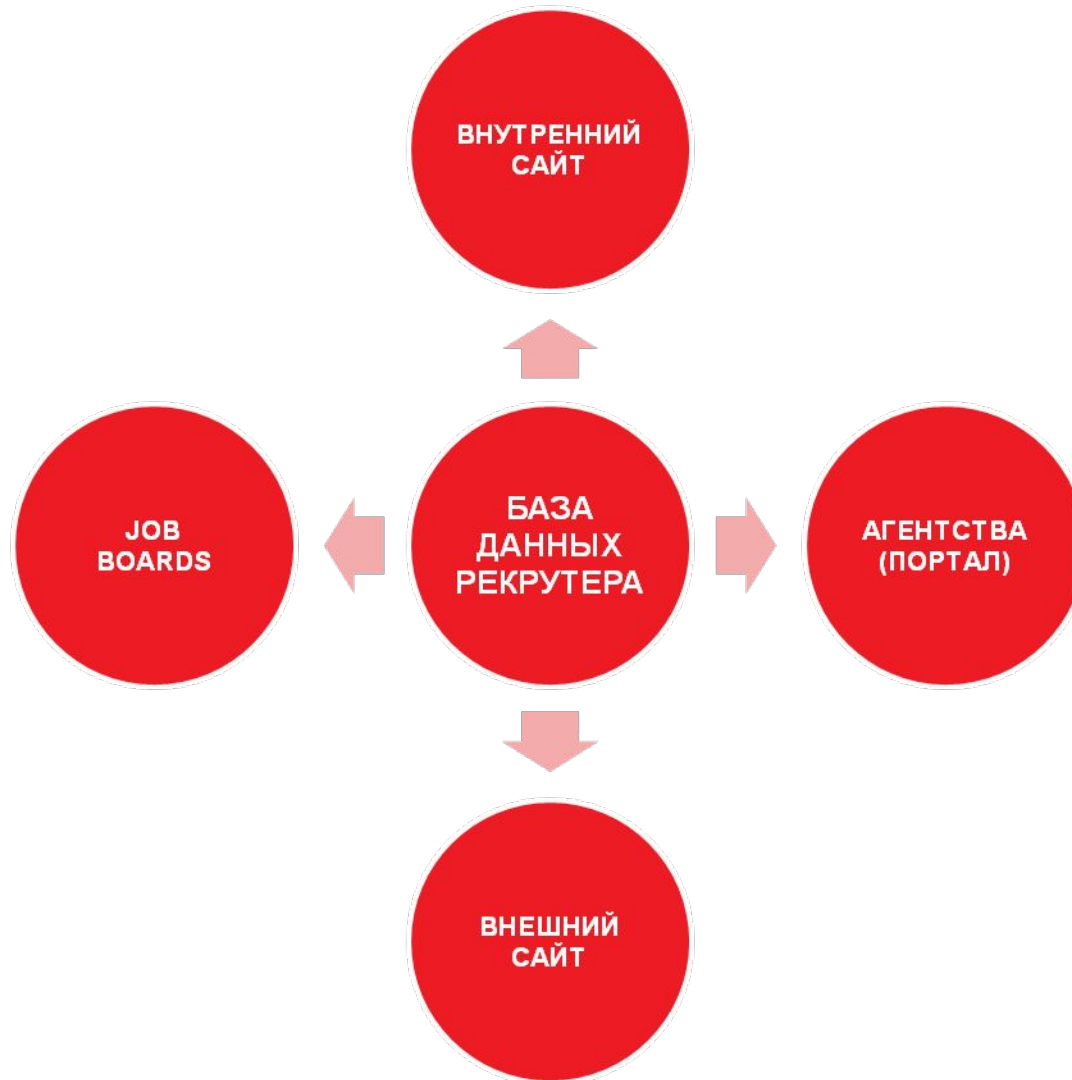 ВНУТРЕННИЙ
САЙТ
JOB
BOARDS
БАЗА
ДАННЫХ
РЕКРУТЕРА
АГЕНТСТВА
(ПОРТАЛ)
ВНЕШНИЙ
САЙТ